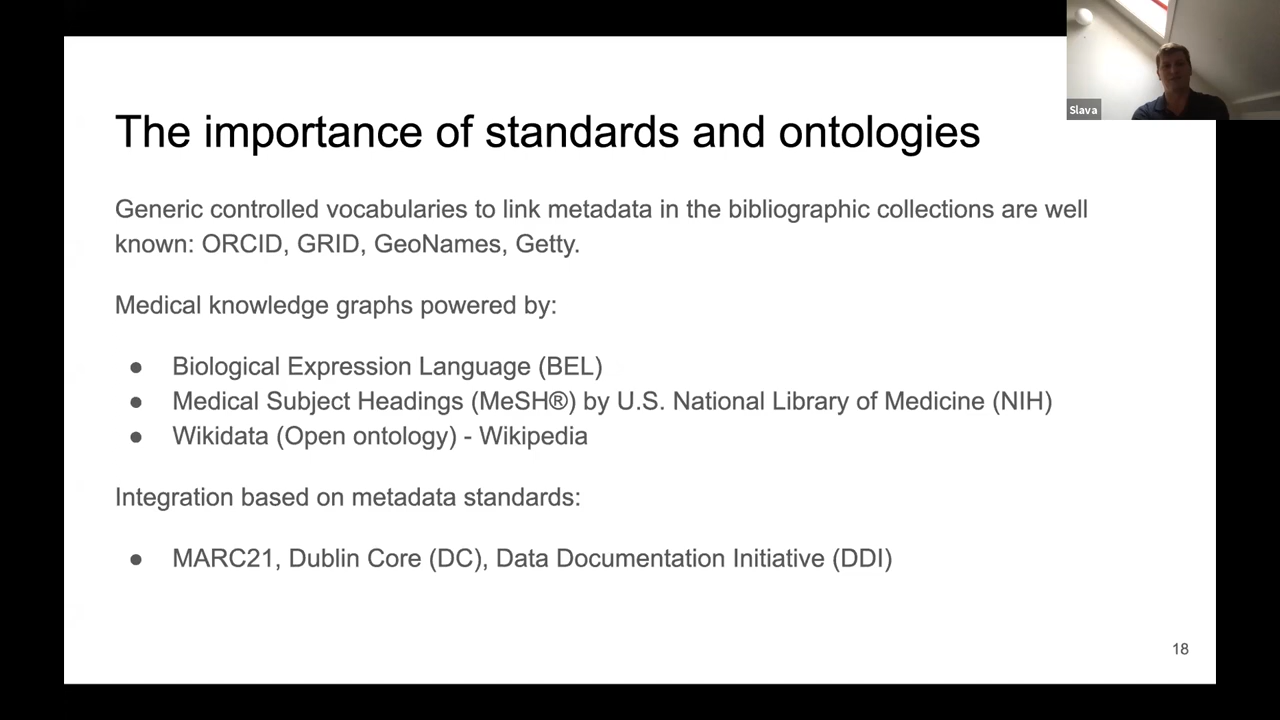 Slava
The importance of standards and ontologies
Generic controlled vocabularies to link metadata in the bibliographic collections are well
known: ORCID, GRID, GeoNames, Getty.
Medical knowledge graphs powered by:
● Biological Expression Language (BEL)
● Medical Subject Headings (MeSH®) by U.S. National Library of Medicine (NIH)
● Wikidata (Open ontology) - Wikipedia
Integration based on metadata standards:
● MARC21, Dublin Core (DC), Data Documentation Initiative (DDI)
18